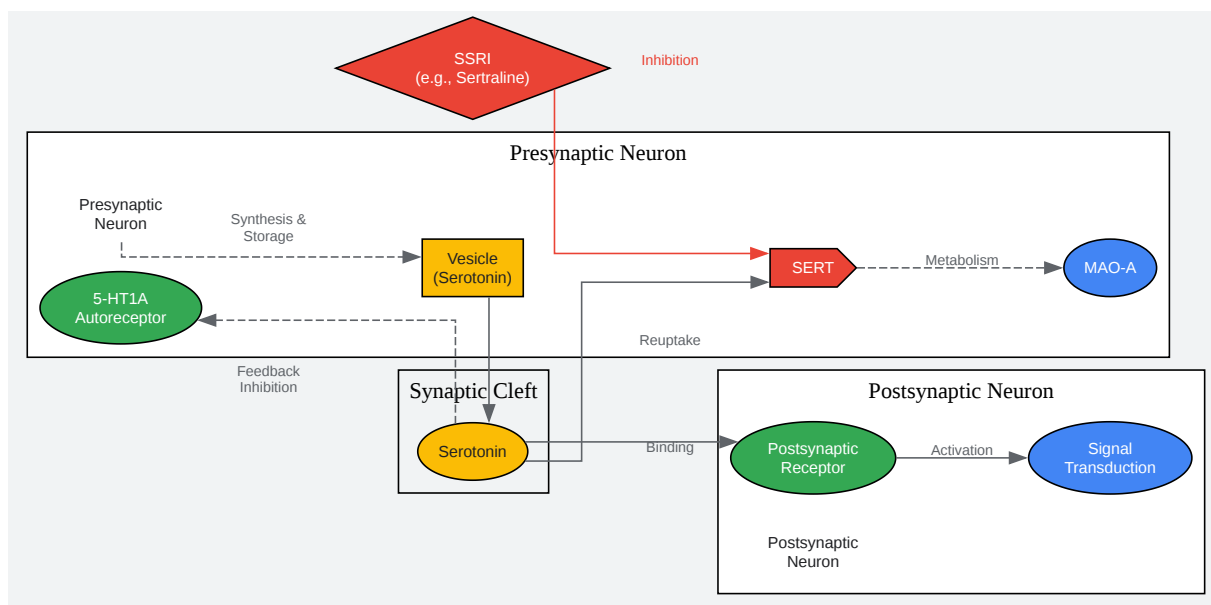 SSRI
(e.g., Sertraline)
Inhibition
Presynaptic Neuron
Presynaptic
Neuron
Synthesis &
Storage
Vesicle
(Serotonin)
SERT
Metabolism
MAO-A
5-HT1A
Autoreceptor
Reuptake
Feedback
Inhibition
Synaptic Cleft
Serotonin
Binding
Postsynaptic Neuron
Postsynaptic
Receptor
Activation
Signal
Transduction
Postsynaptic
Neuron